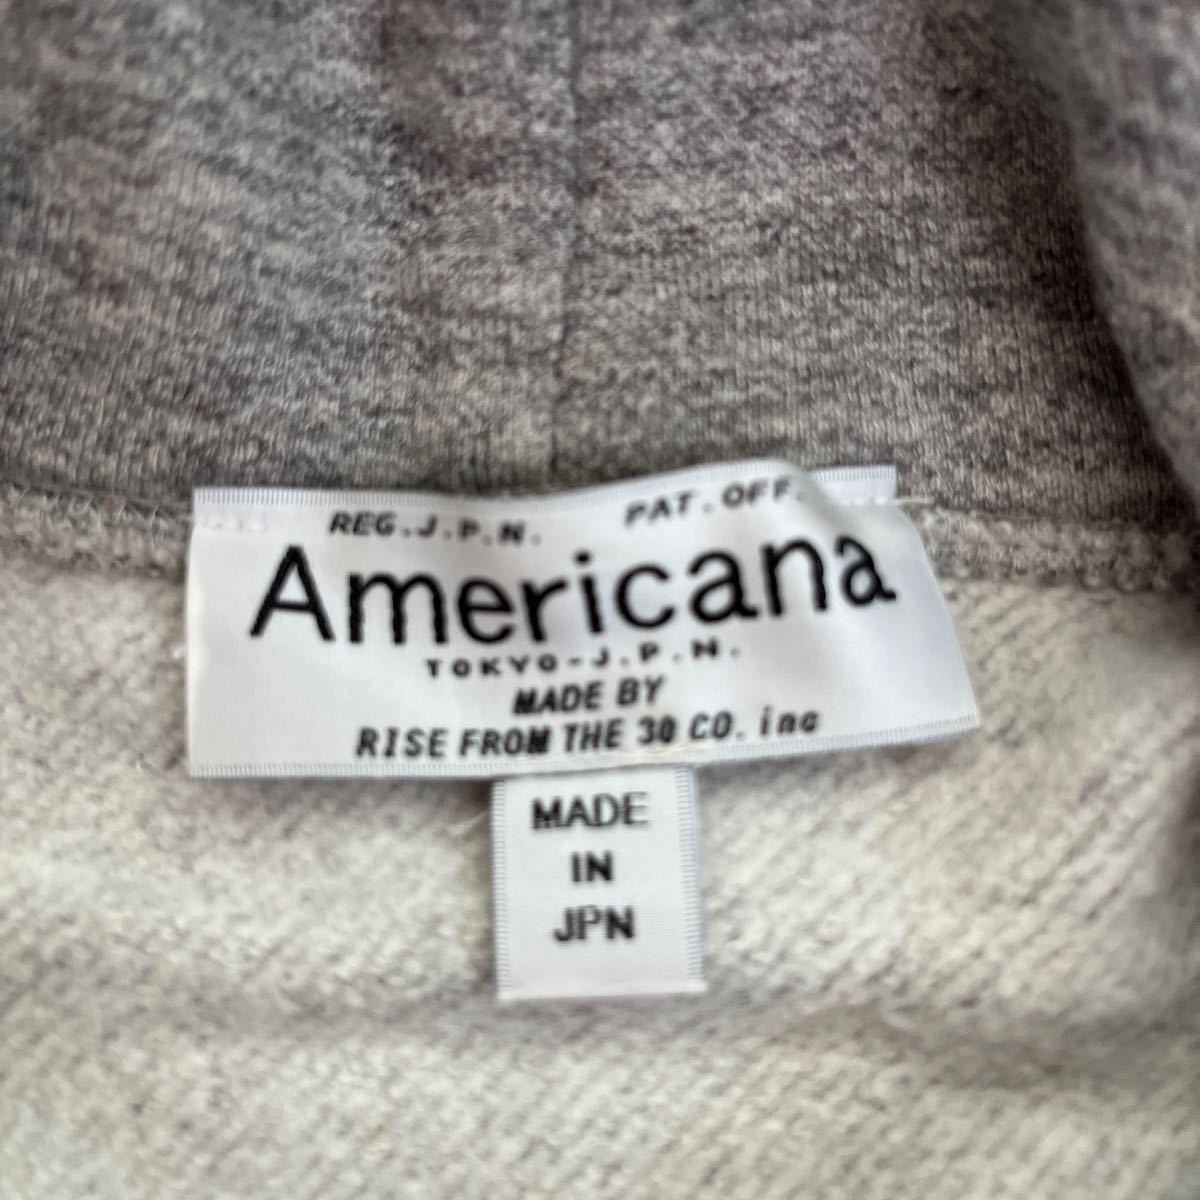 REG.J.P.N. PAT.OFF.
Americana
TOKYO-J.P.N.
MADE BY
RISE FROM THE 30 CO. inc
MADE
IN
JPN